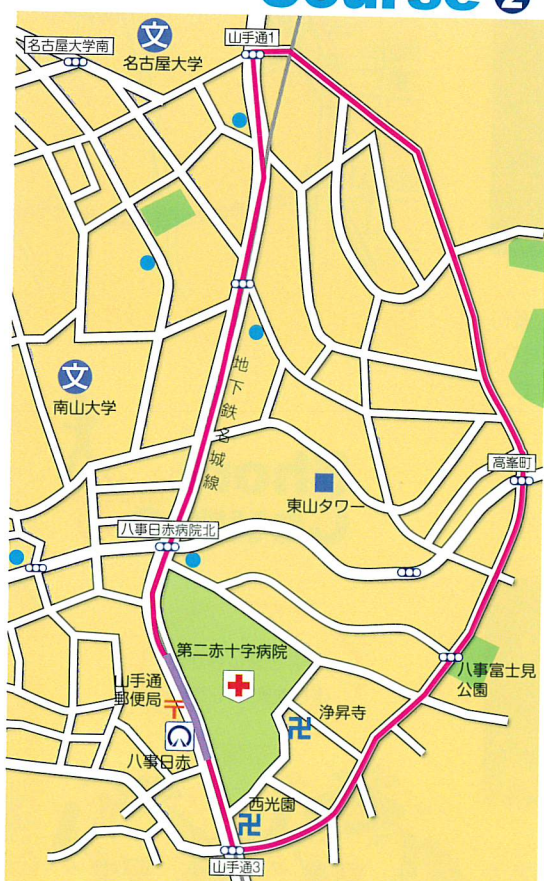 Course 2
名古屋大学南
文
名古屋大学
山手通1
文
南山大学
地下鉄名城線
東山タワー
高峯町
八事日赤病院北
第二赤十字病院
山手通
郵便局
八事日赤
浄昇寺
八事富士見
公園
西光園
山手通3